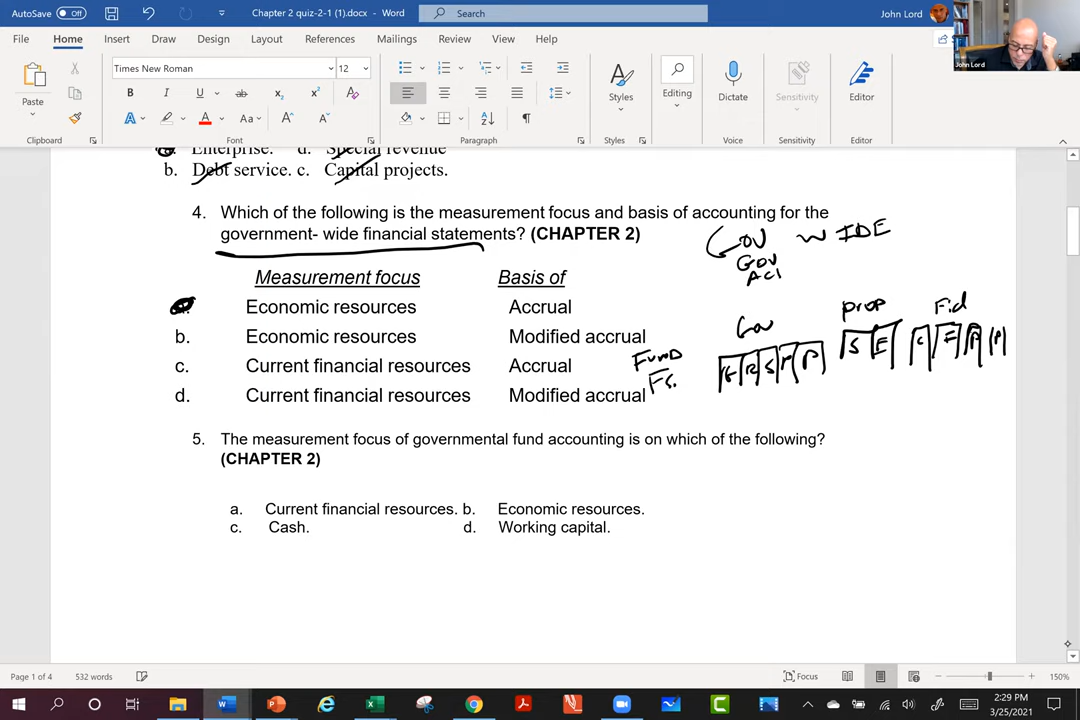 AutoSave Off Chapter 2 quiz-2-1 (1).docx - Word Search John Lord
File Home Insert Draw Design Layout References Mailings Review View Help
Times New Roman 12
Paste Styles Editing Dictate Sensitivity Editor
Clipboard Font Paragraph Styles Voice Sensitivity Editor
John Lord
Enterprise. d. Special revenue
b. Debt service. c. Capital projects.
4. Which of the following is the measurement focus and basis of accounting for the
government- wide financial statements? (CHAPTER 2)
GOV WIDE
GOV
ACT
Measurement focus Basis of
a. Economic resources Accrual
b. Economic resources Modified accrual
c. Current financial resources Accrual
d. Current financial resources Modified accrual
FUND
FS.
Gov Prop Fid
5. The measurement focus of governmental fund accounting is on which of the following?
(CHAPTER 2)
a. Current financial resources. b. Economic resources.
c. Cash. d. Working capital.
Page 1 of 4 532 words Focus 150%
2:29 PM
3/25/2021